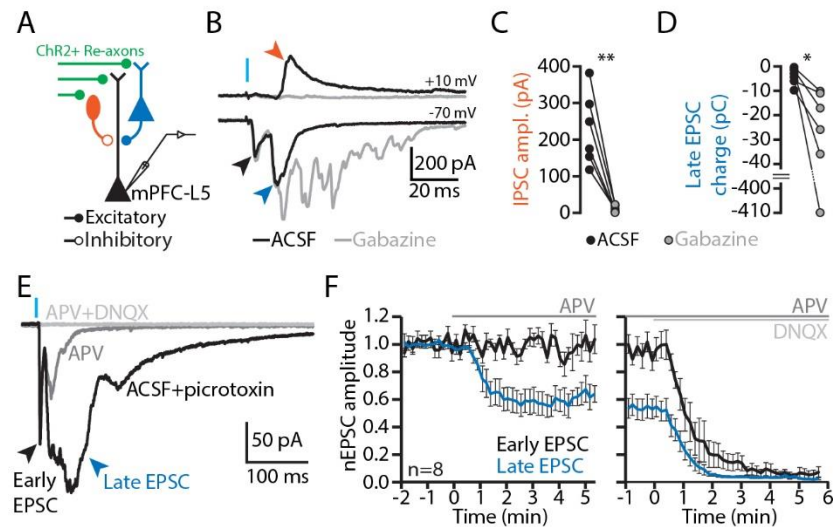 A
ChR2+ Re-axons
mPFC-L5
Excitatory
Inhibitory
B
+10 mV
-70 mV
200 pA
20 ms
ACSF
Gabazine
C
**
IPSC ampl. (pA)
400
300
200
100
0
ACSF
D
*
Late EPSC
charge (pC)
0
-10
-20
-30
-40
-400
-410
Gabazine
E
APV+DNQX
APV
ACSF+picrotoxin
Early
EPSC
Late EPSC
50 pA
100 ms
F
APV
nEPSC amplitude
1.2
1.0
0.8
0.6
0.4
0.2
0.0
Early EPSC
Late EPSC
n=8
-2 -1 0 1 2 3 4 5
Time (min)
APV
DNQX
-1 0 1 2 3 4 5 6
Time (min)